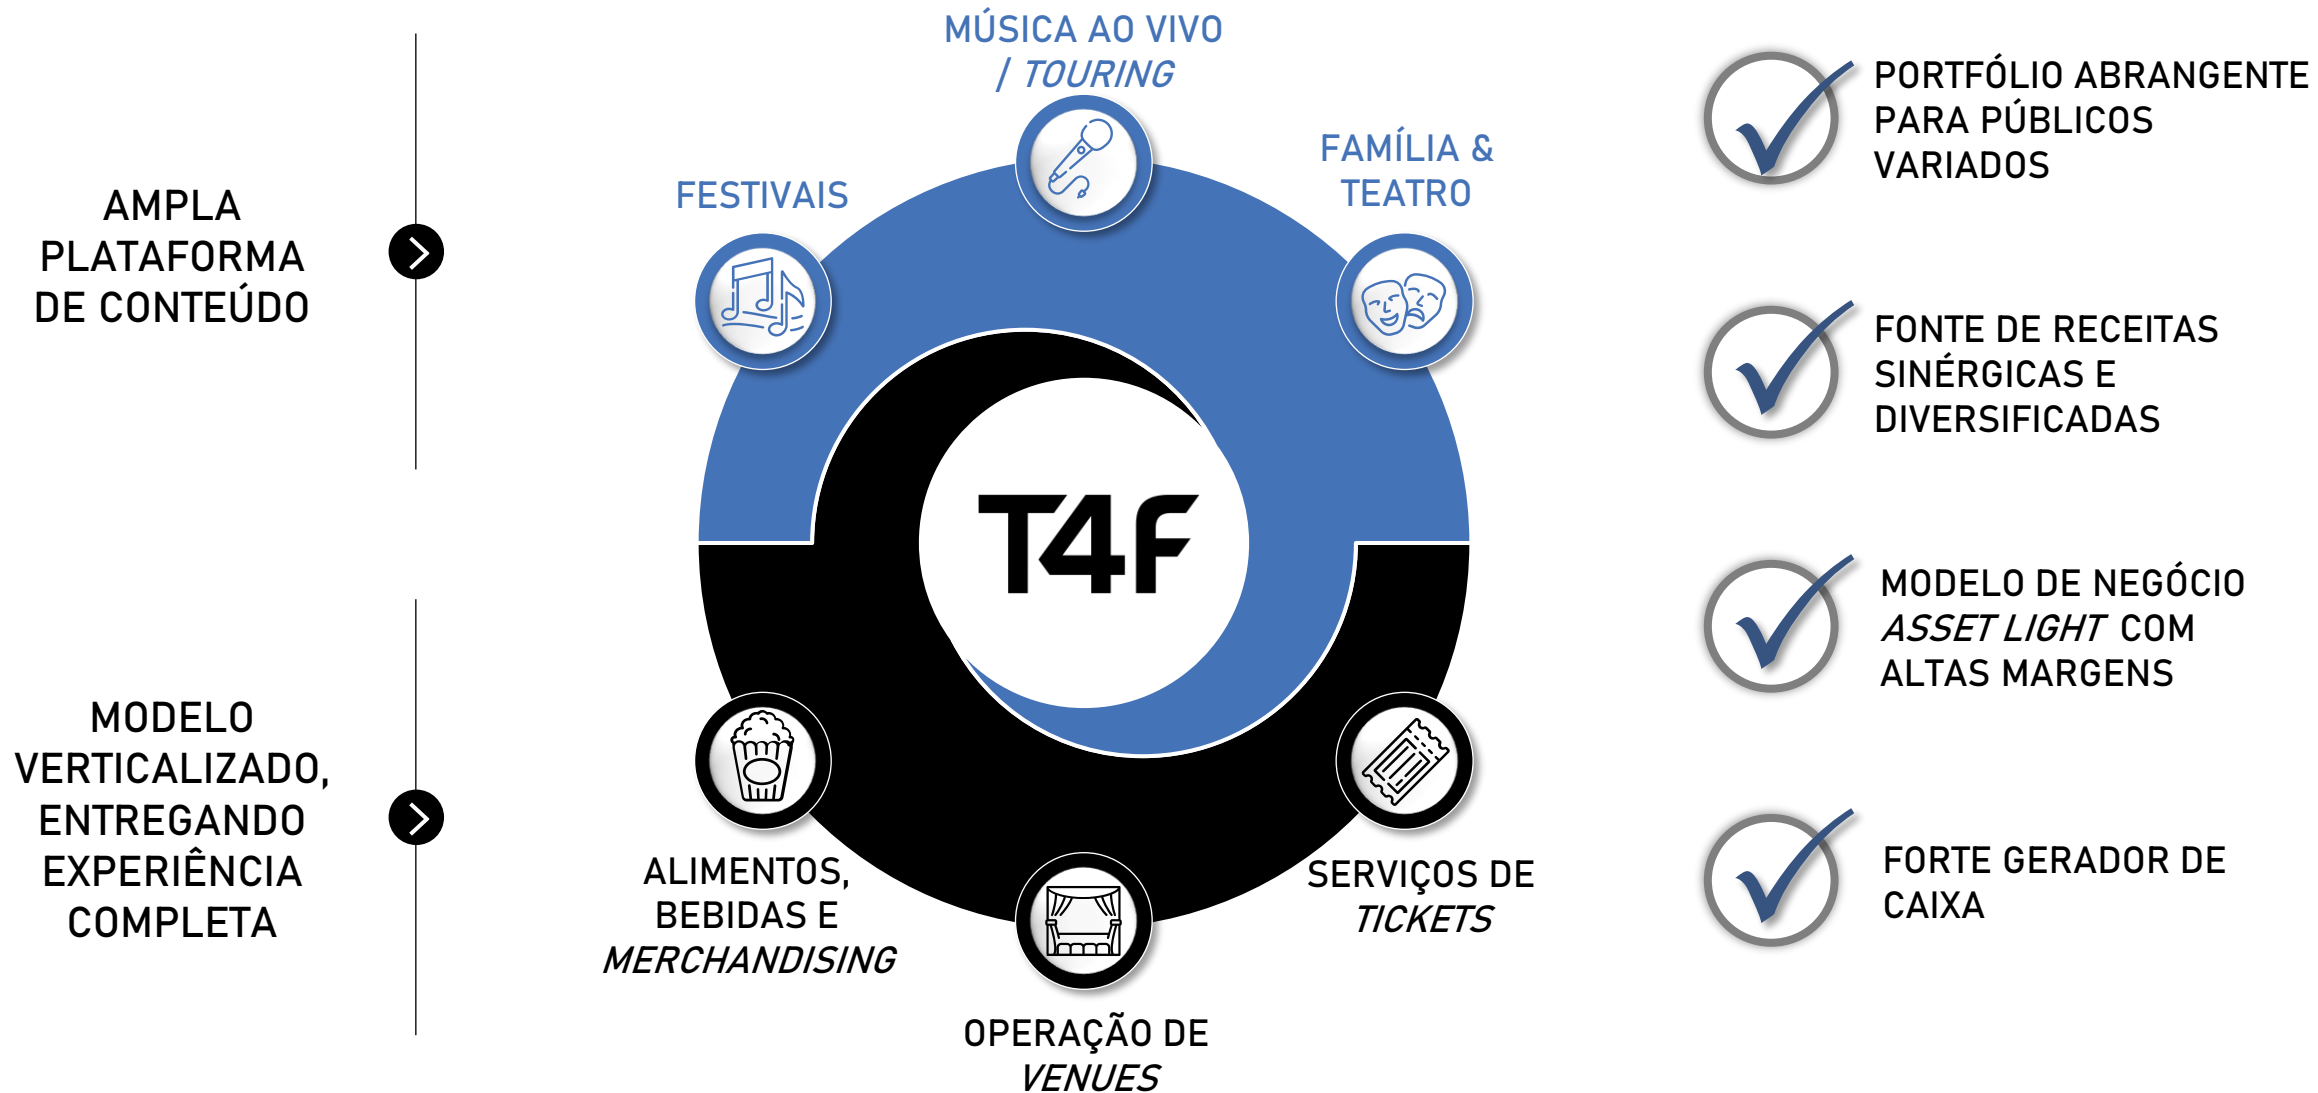 AMPLA
PLATAFORMA
DE CONTEÚDO
MODELO
VERTICALIZADO,
ENTREGANDO
EXPERIÊNCIA
COMPLETA
MÚSICA AO VIVO
/ TOURING
FESTIVAIS
FAMÍLIA &
TEATRO
T4F
ALIMENTOS,
BEBIDAS E
MERCHANDISING
OPERAÇÃO DE
VENUES
SERVIÇOS DE
TICKETS
PORTFÓLIO ABRANGENTE
PARA PÚBLICOS
VARIADOS
FONTE DE RECEITAS
SINÉRGICAS E
DIVERSIFICADAS
MODELO DE NEGÓCIO
ASSET LIGHT COM
ALTAS MARGENS
FORTE GERADOR DE
CAIXA